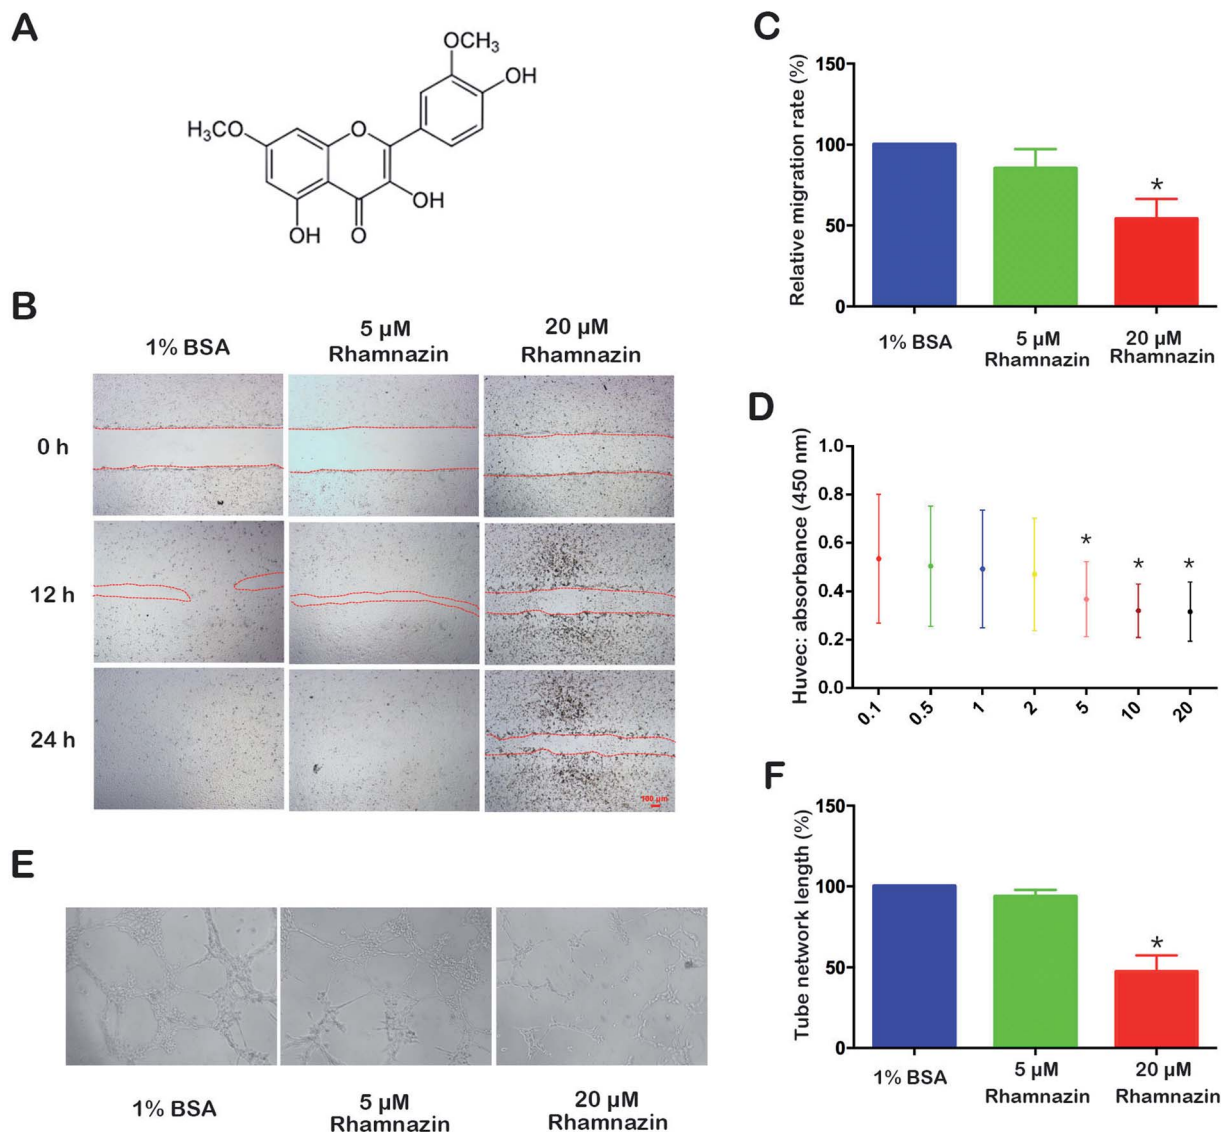 A
OCH3
OH
H3CO
O
OH
OH
O
B
1% BSA
5 µM
Rhamnazin
20 µM
Rhamnazin
0 h
12 h
24 h
100 µm
C
Relative migration rate (%)
150
100
50
0
1% BSA
5 µM
Rhamnazin
20 µM
Rhamnazin
*
D
Huvec: absorbance (450 nm)
1.0
0.8
0.6
0.4
0.2
0.0
* * *
0.1 0.5 1 2 5 10 20
E
1% BSA
5 µM
Rhamnazin
20 µM
Rhamnazin
F
Tube network length (%)
150
100
50
0
*
1% BSA
5 µM
Rhamnazin
20 µM
Rhamnazin